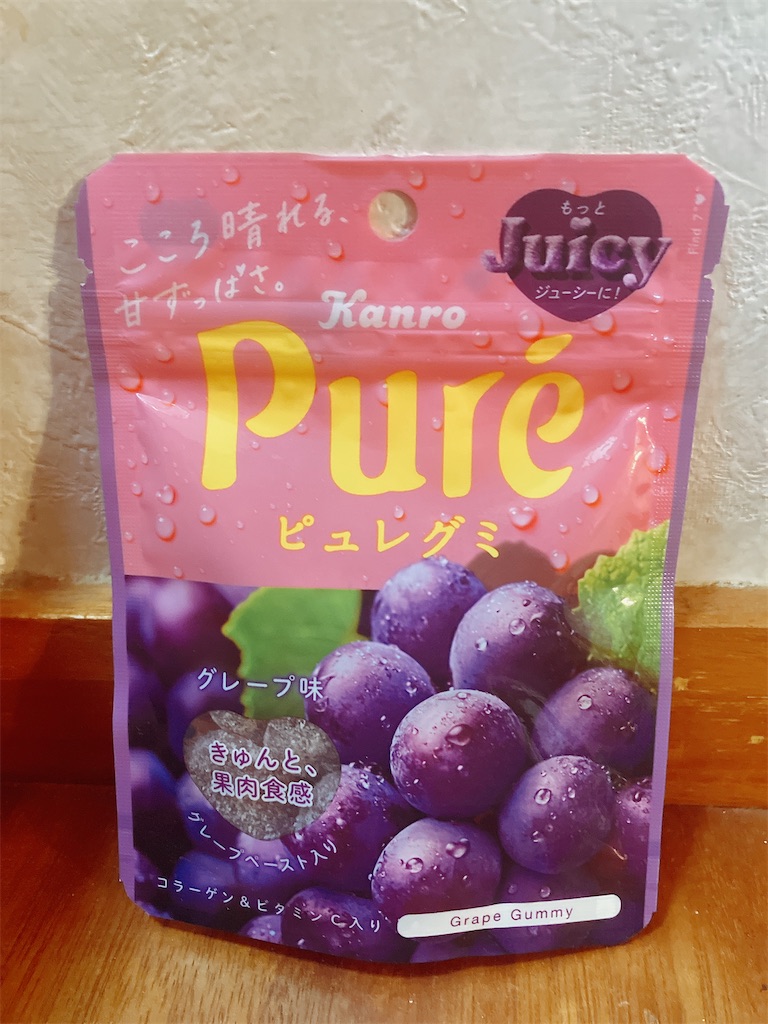 こころ晴れる、
甘ずっぱさ。
もっと
Juicy
ジューシーに!
Kanro
Puré
ピュレグミ
グレープ味
きゅんと、
果肉食感
グレープペースト入り
コラーゲン&ビタミンC入り
Grape Gummy